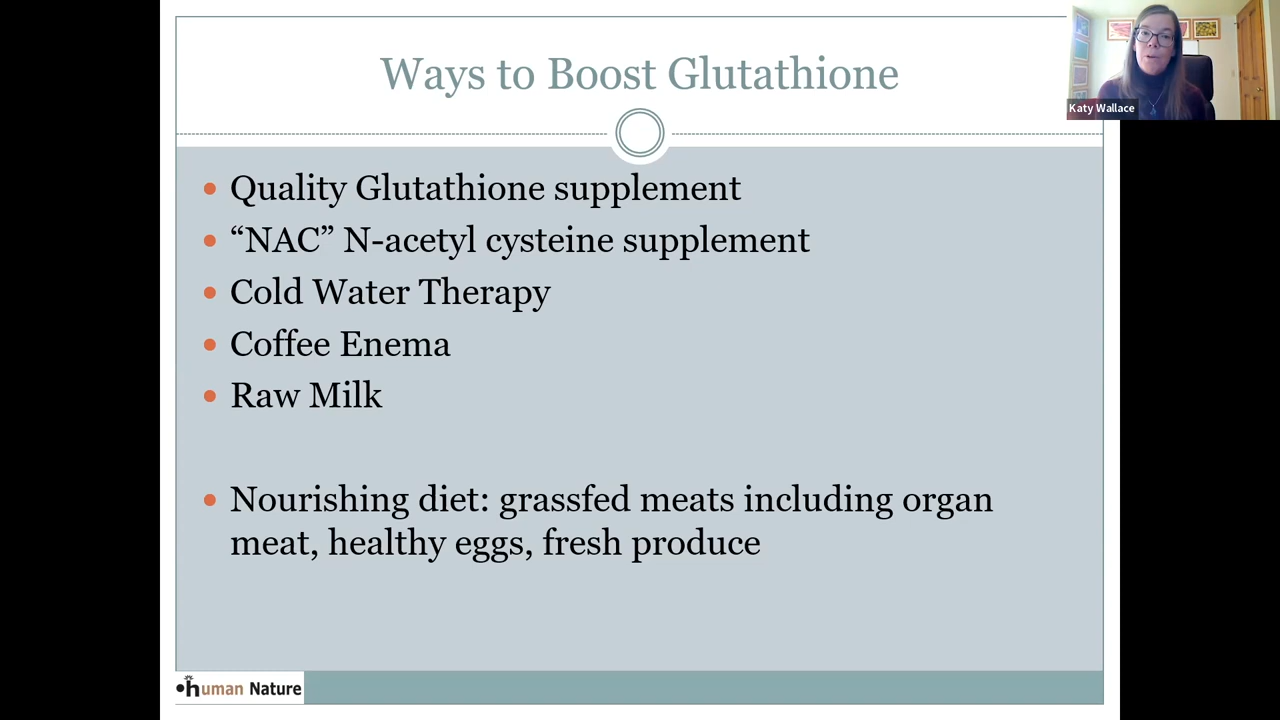 Ways to Boost Glutathione
Katy Wallace
• Quality Glutathione supplement
• “NAC” N-acetyl cysteine supplement
• Cold Water Therapy
• Coffee Enema
• Raw Milk
• Nourishing diet: grassfed meats including organ
meat, healthy eggs, fresh produce
human Nature